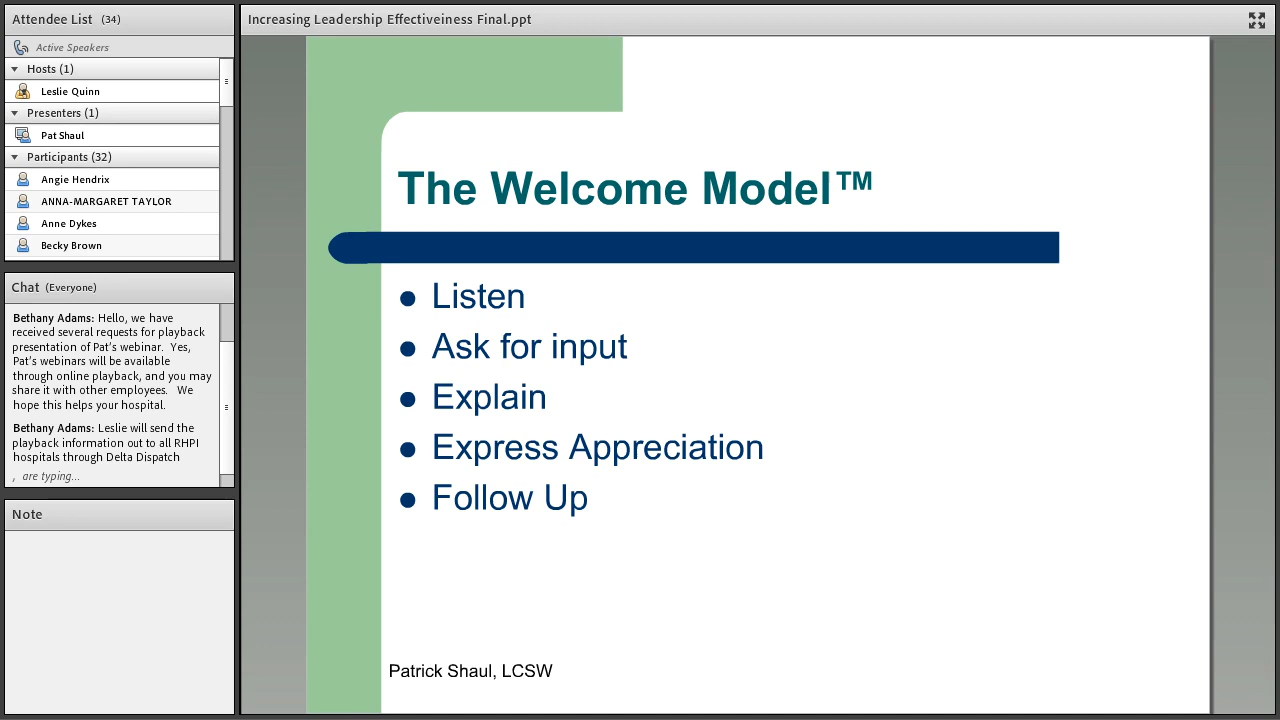 Attendee List (34)
Active Speakers
Hosts (1)
Leslie Quinn
Presenters (1)
Pat Shaul
Participants (32)
Angie Hendrix
ANNA-MARGARET TAYLOR
Anne Dykes
Becky Brown
Chat (Everyone)
Bethany Adams: Hello, we have
received several requests for playback
presentation of Pat's webinar. Yes,
Pat's webinars will be available
through online playback, and you may
share it with other employees. We
hope this helps your hospital.
Bethany Adams: Leslie will send the
playback information out to all RHPI
hospitals through Delta Dispatch
, are typing...
Note
Increasing Leadership Effectiveiness Final.ppt
The Welcome Model™
● Listen
● Ask for input
● Explain
● Express Appreciation
● Follow Up
Patrick Shaul, LCSW